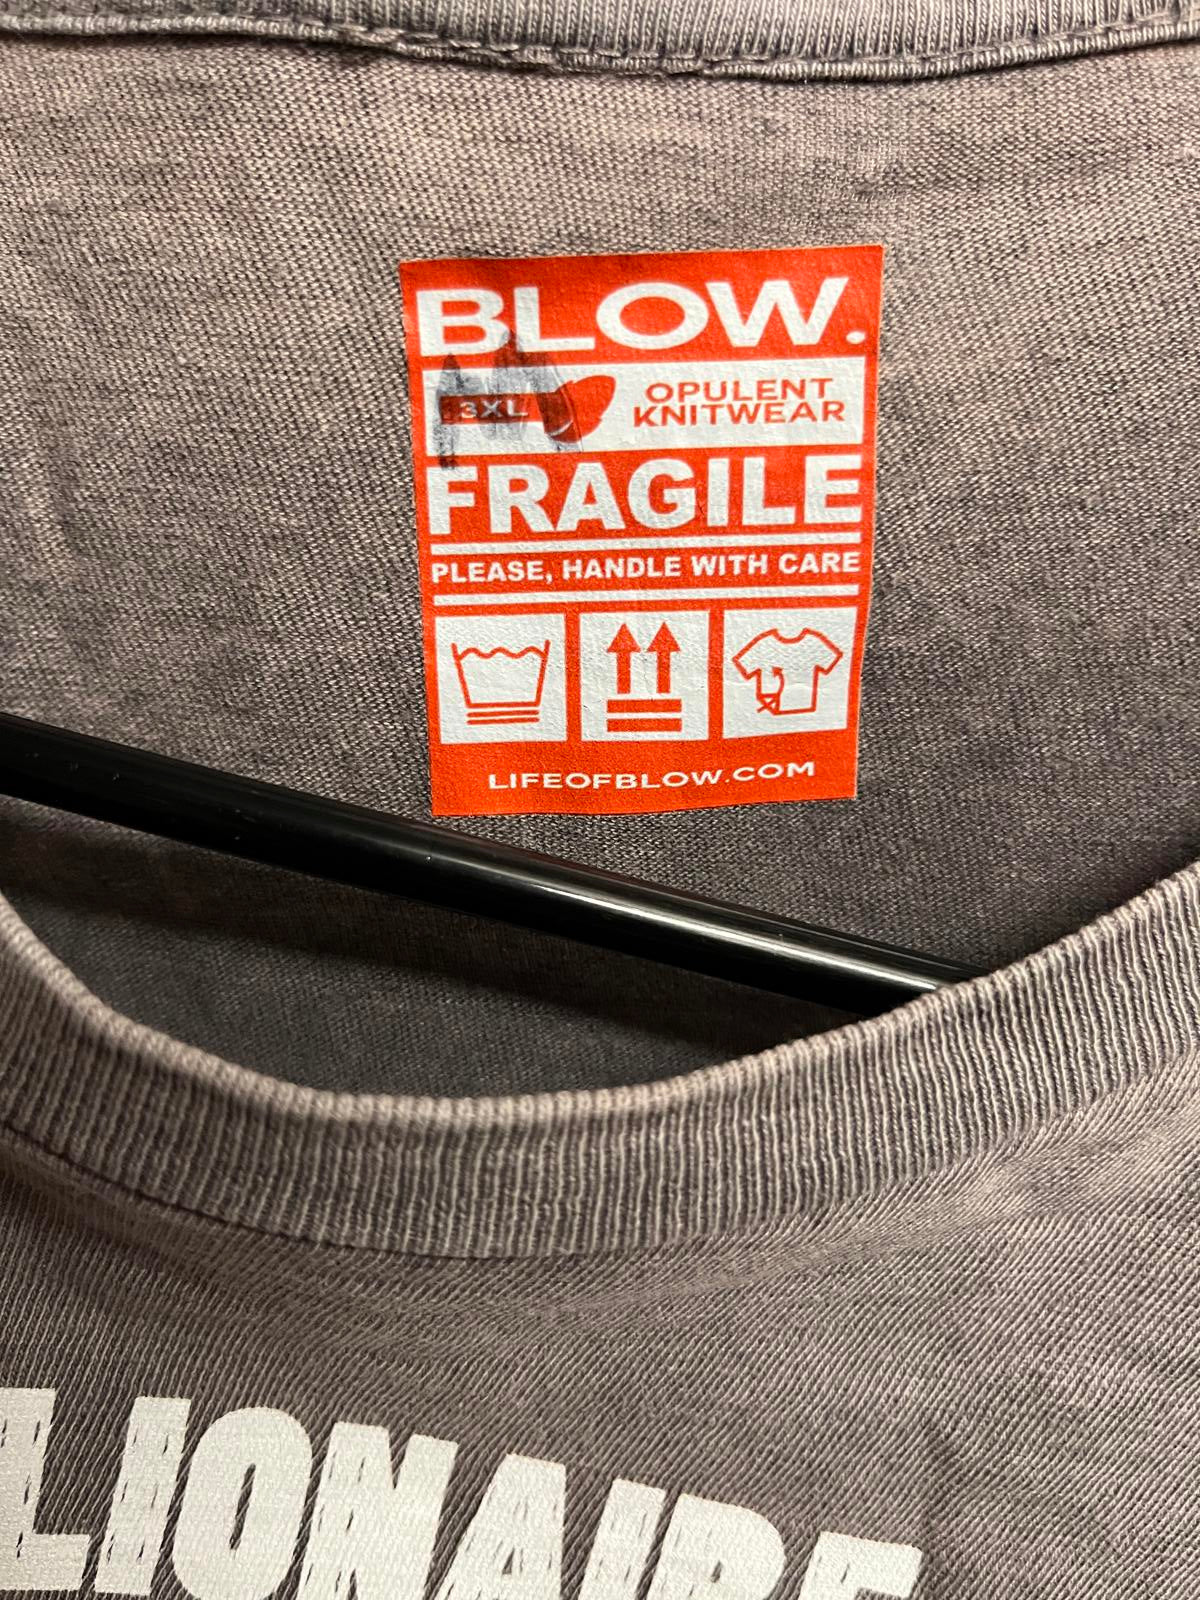 BLOW.
3XL
OPULENT
KNITWEAR
FRAGILE
PLEASE, HANDLE WITH CARE
LIFEOFBLOW.COM
LIONAIRE